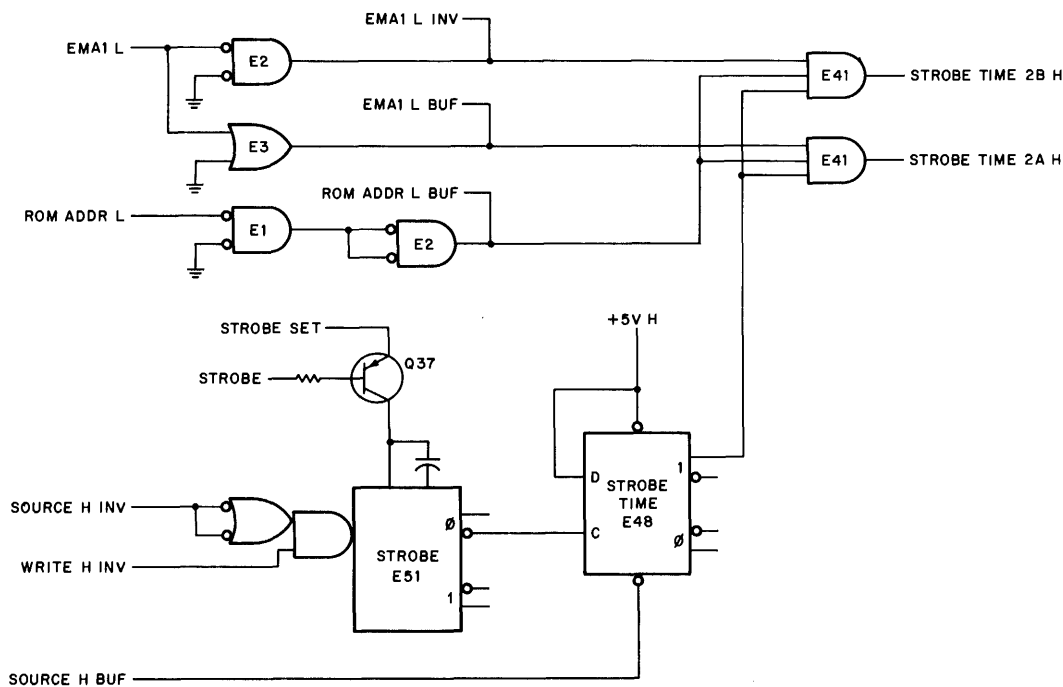 EMA1 L INV
EMA1 L
E2
E41
STROBE TIME 2B H
EMA1 L BUF
E3
E41
STROBE TIME 2A H
ROM ADDR L BUF
ROM ADDR L
E1
E2
+5V H
STROBE SET
Q37
STROBE
D
1
STROBE
TIME
E48
SOURCE H INV
0
C
0
STROBE
E51
WRITE H INV
1
SOURCE H BUF